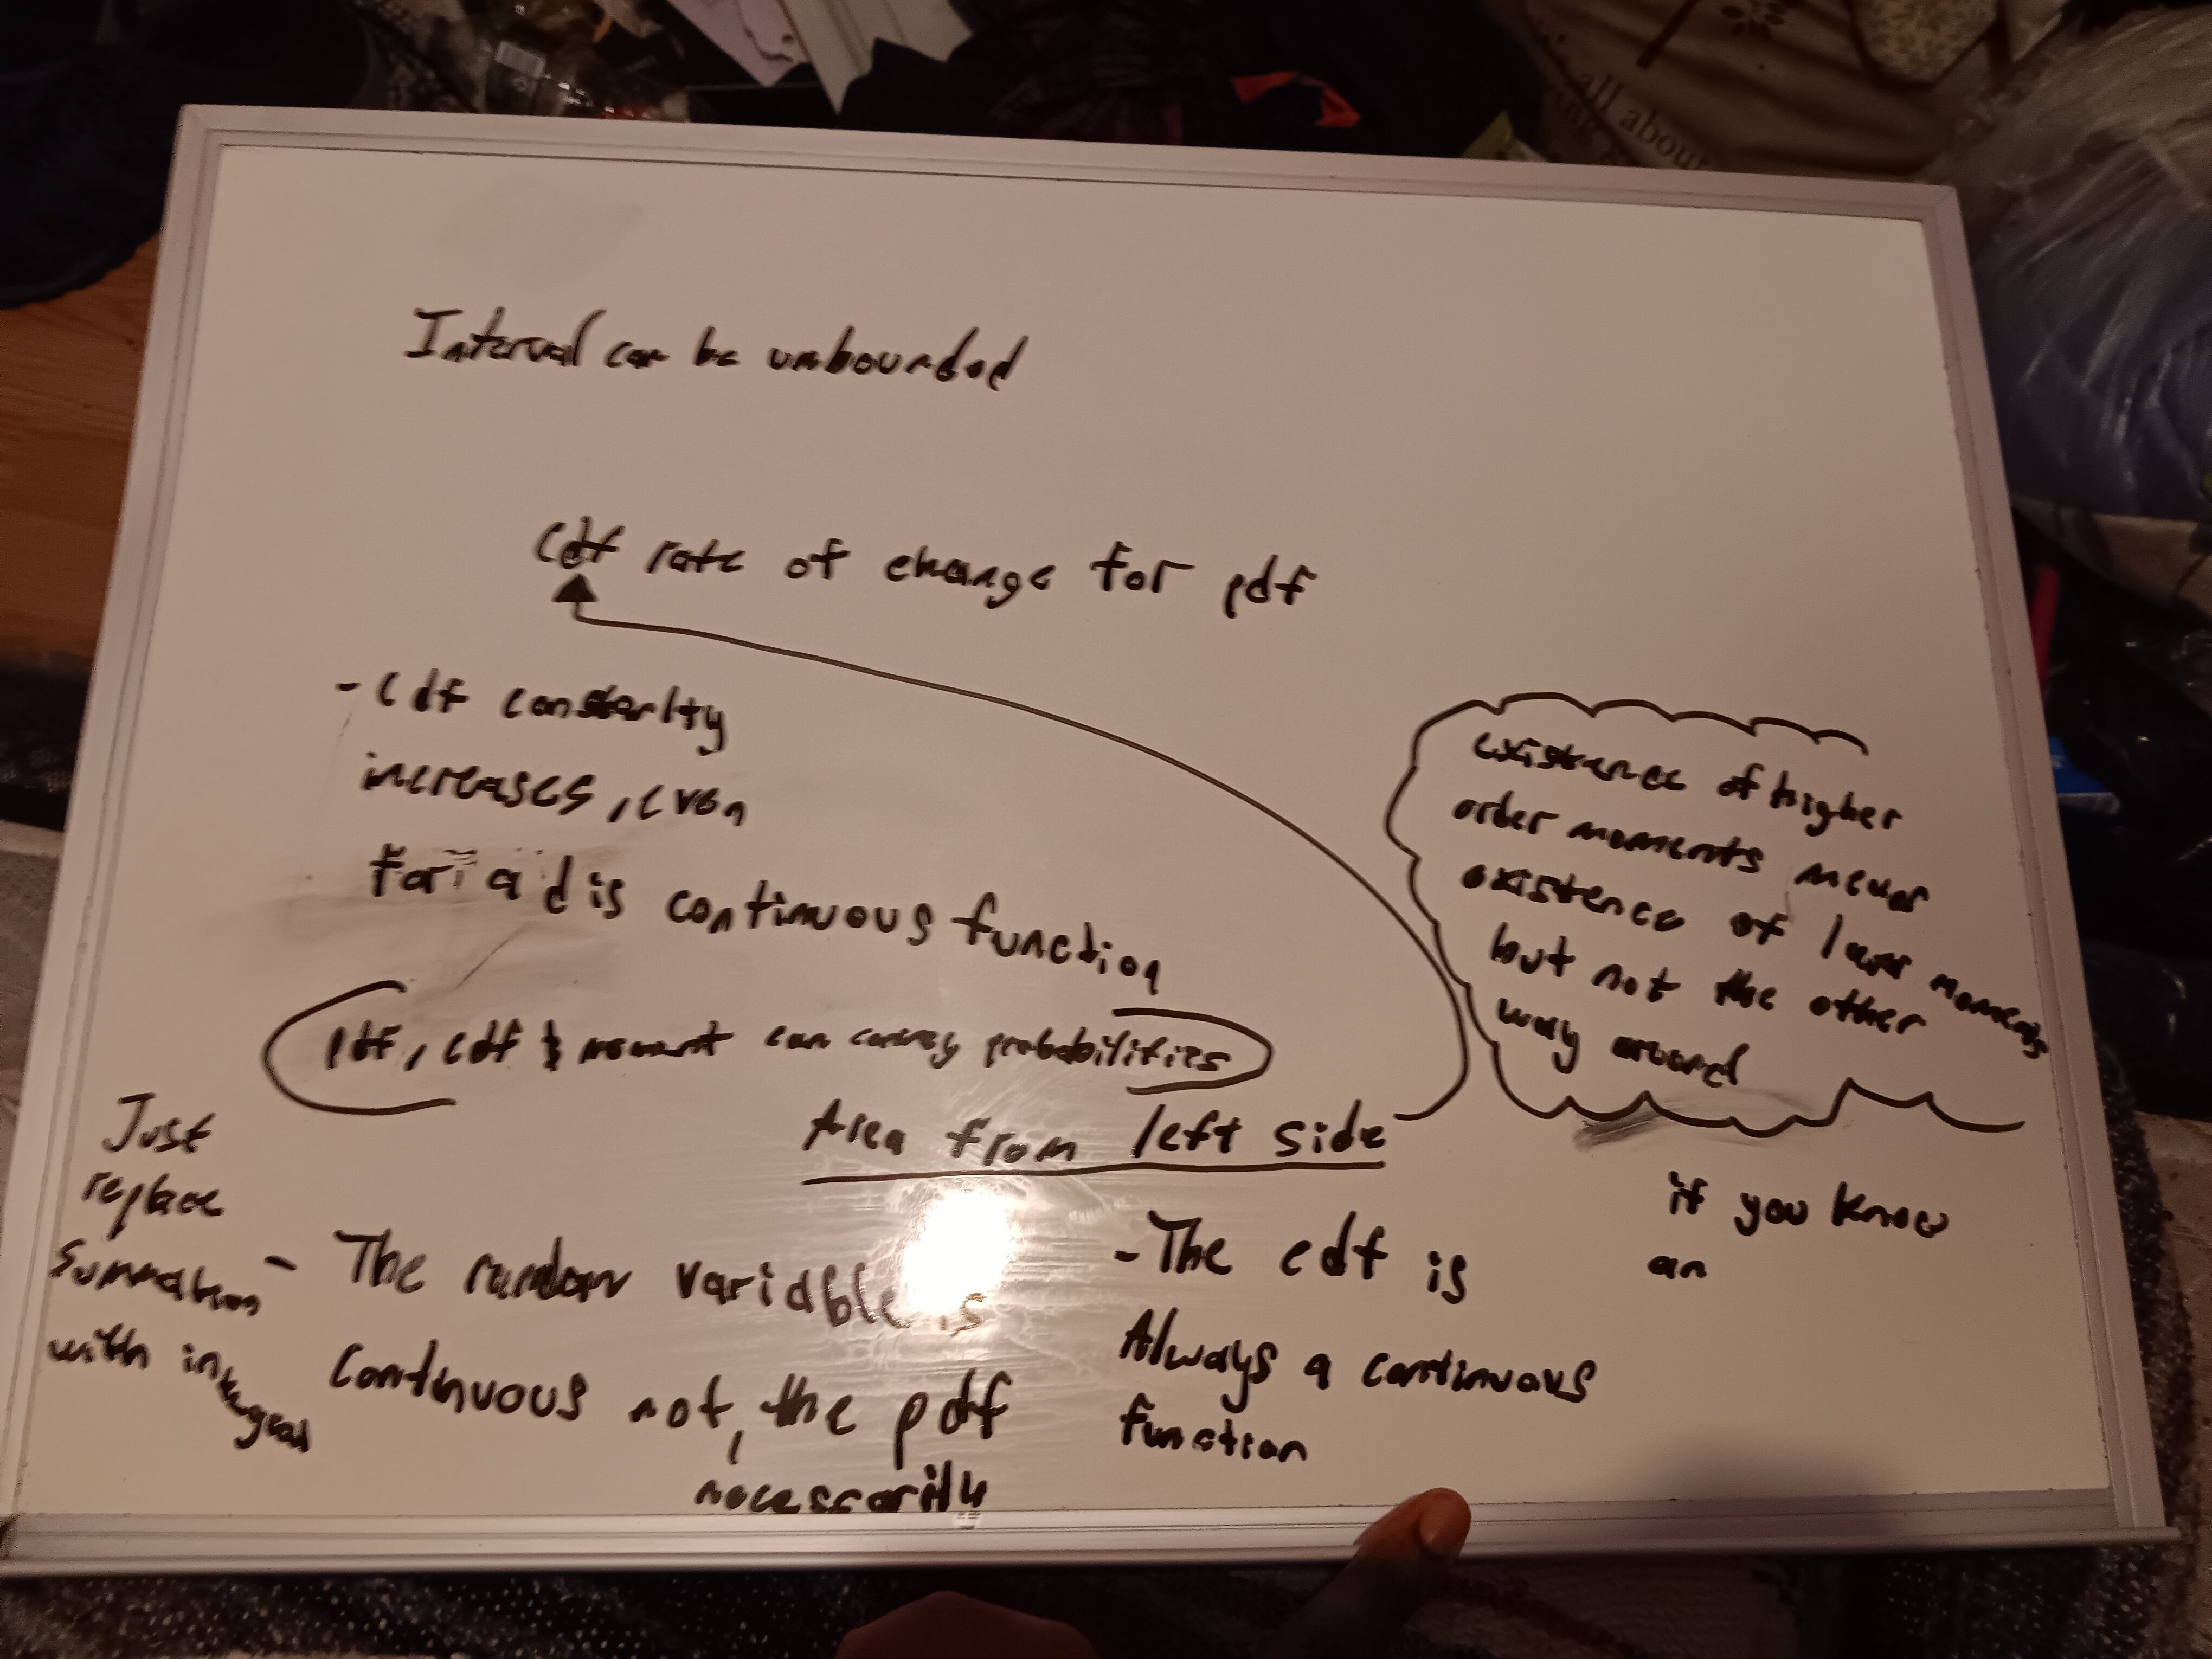 all about
Interval can be unbounded
Cdf rate of change for pdf
- Cdf constantly
increases, even
for a dis continuous function
pdf, cdf & moment can convey probabilities
Area from left side
existence of higher
order moments means
existence of lower moments
but not the other
way around
Just
replace
summation
with integral
- The random variable is
Continuous not, the pdf
necessarily
- The cdf is
Always a continuous
function
if you know
an